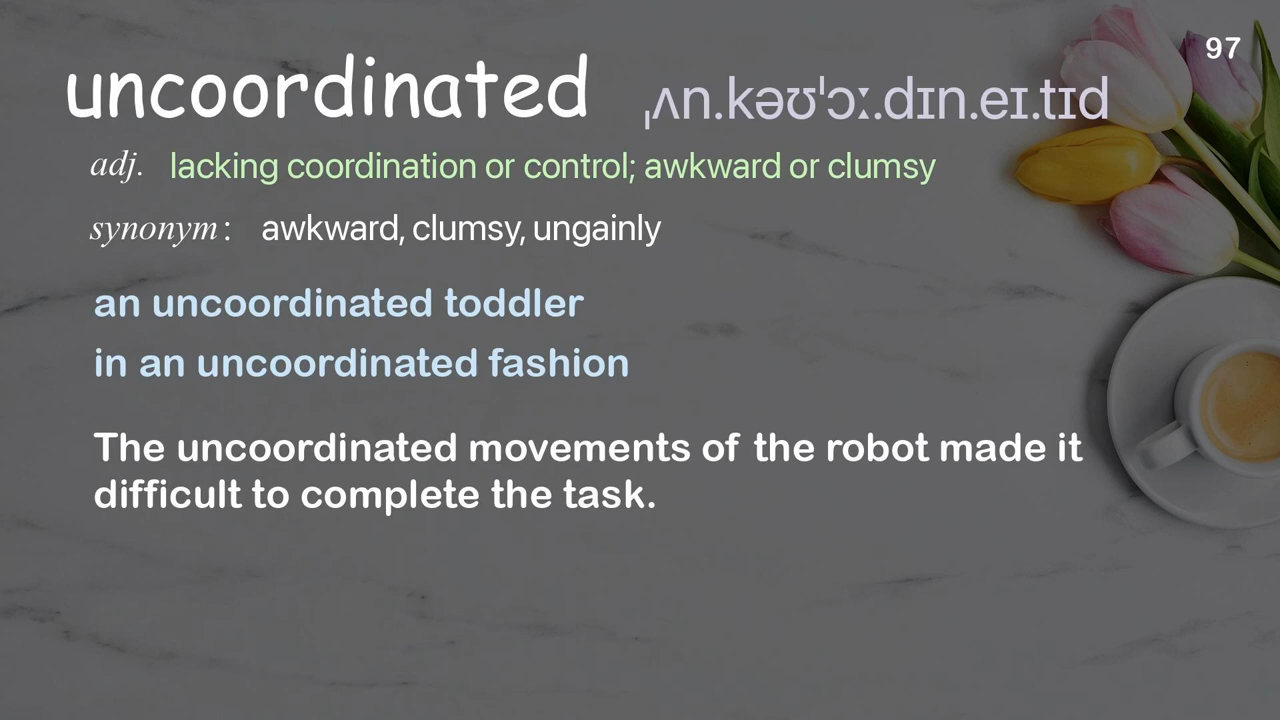 97
uncoordinated ˌʌn.kəʊˈɔː.dɪn.eɪ.tɪd
adj. lacking coordination or control; awkward or clumsy
synonym: awkward, clumsy, ungainly
an uncoordinated toddler
in an uncoordinated fashion
The uncoordinated movements of the robot made it
difficult to complete the task.